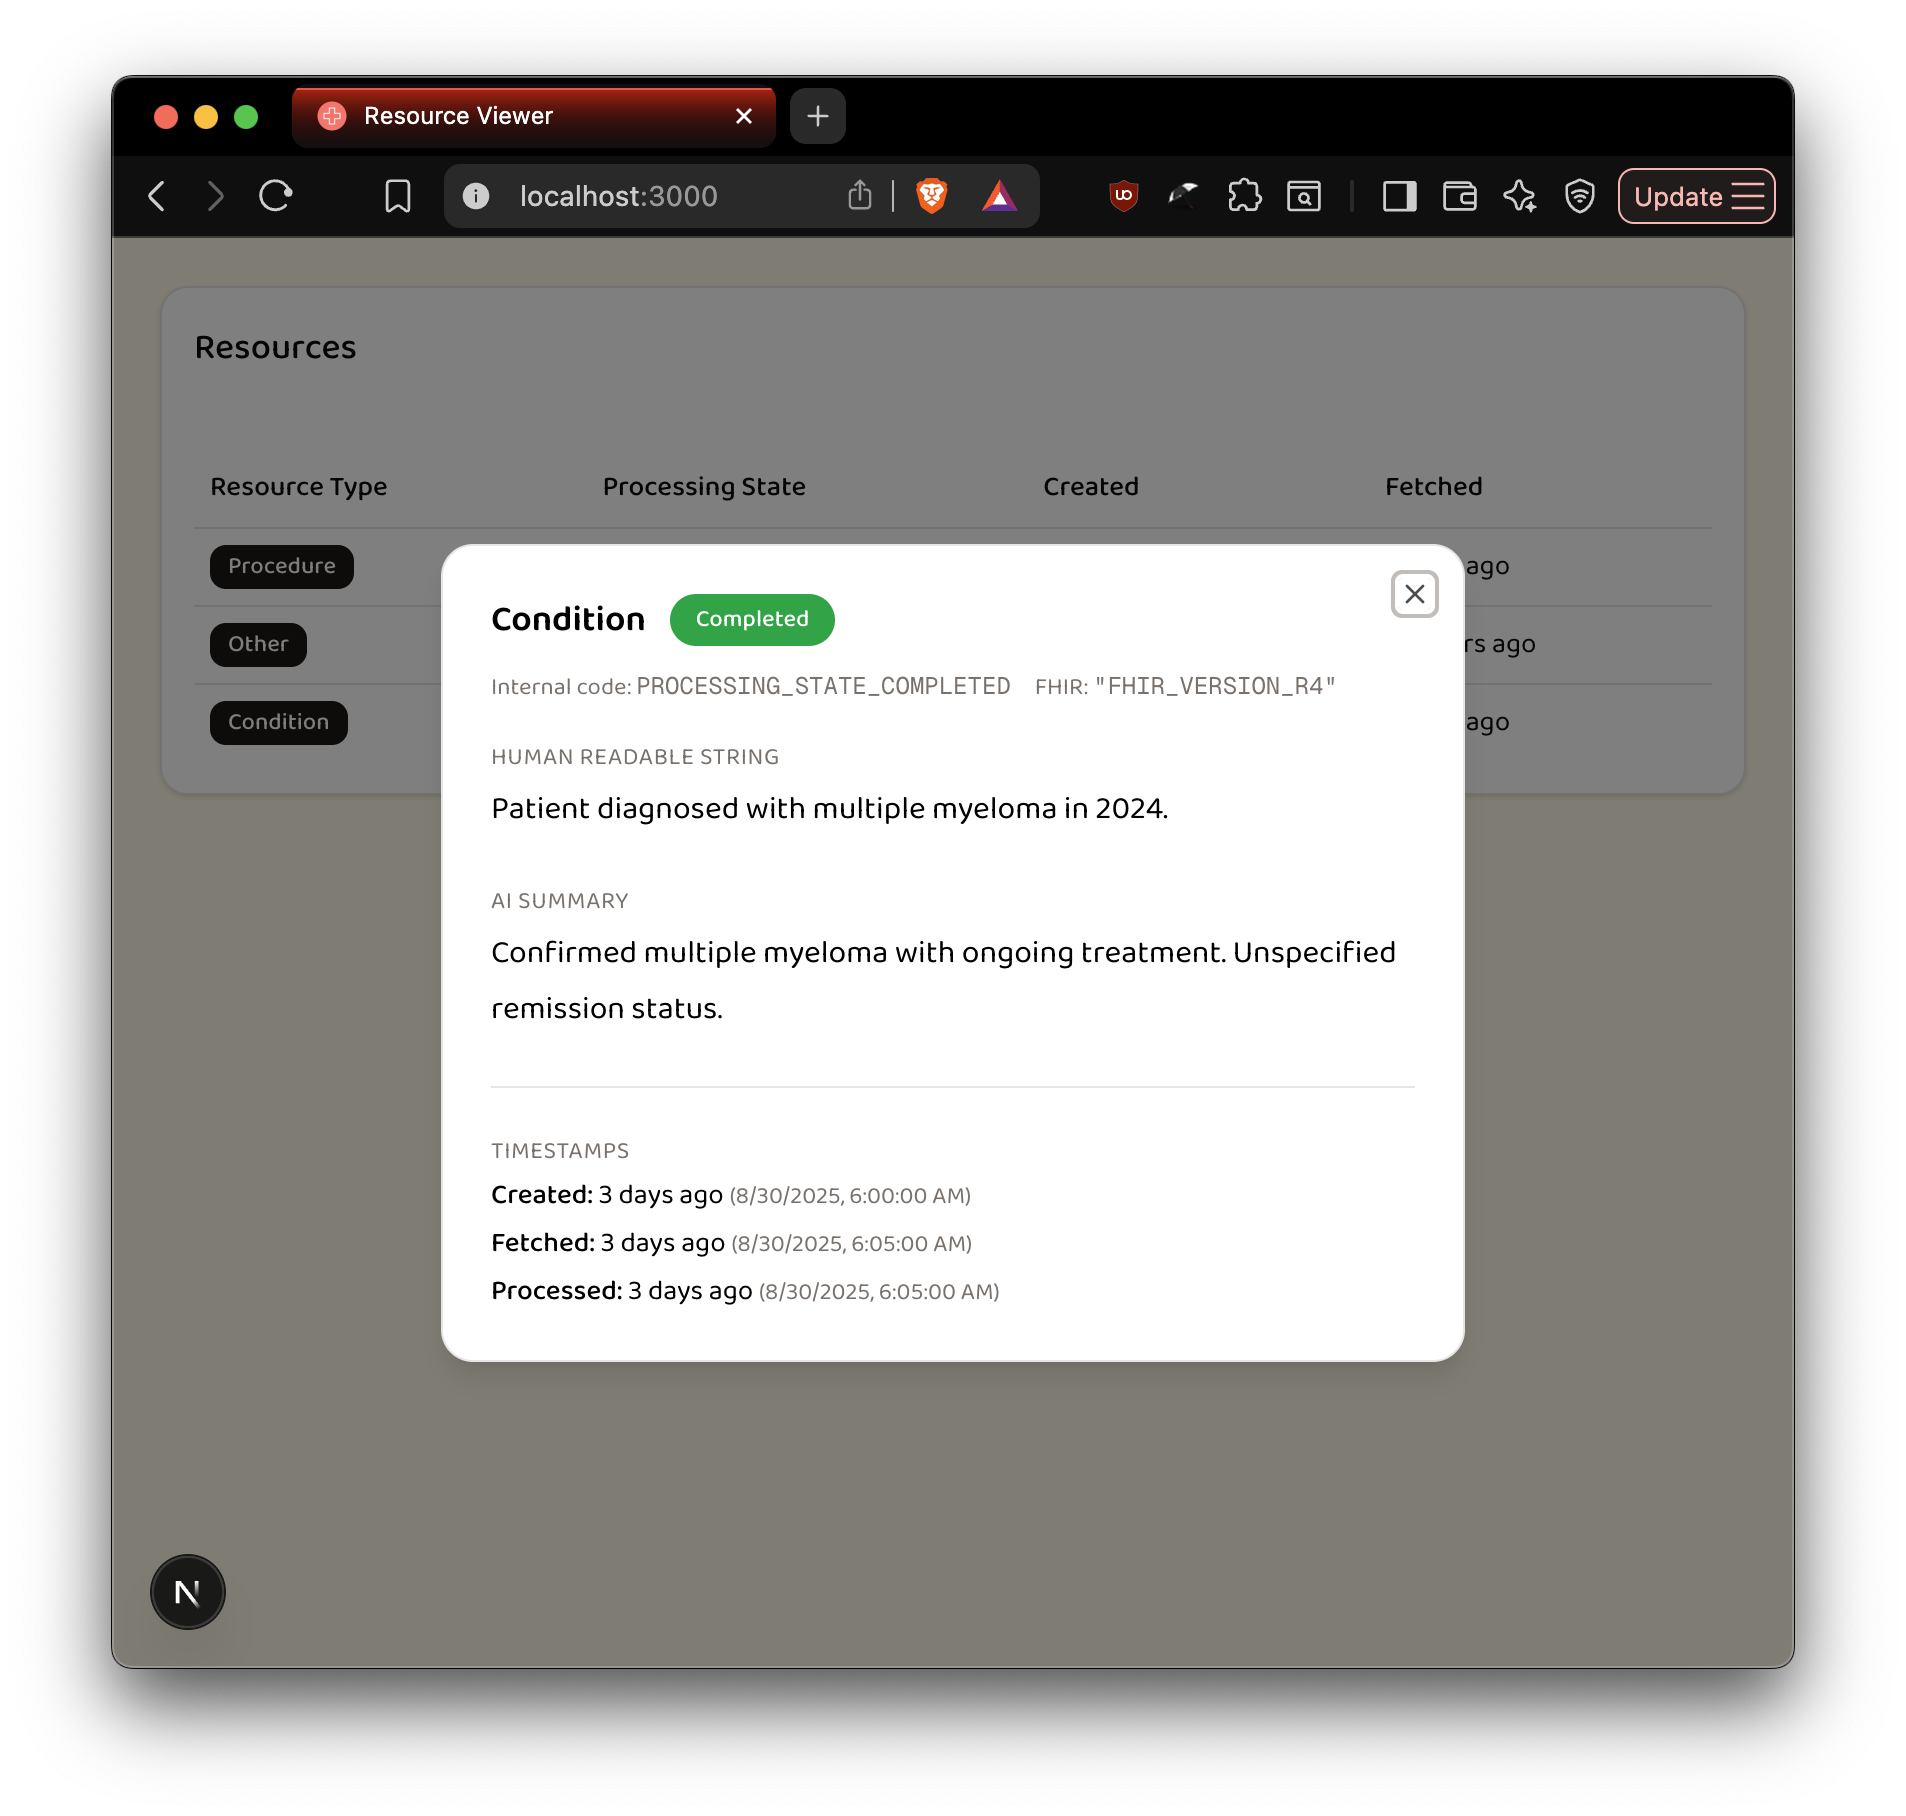 Resource Viewer
localhost:3000
Update
Resources
Resource Type Processing State Created Fetched
Procedure ago
Other ago
Condition ago
Condition Completed
Internal code: PROCESSING_STATE_COMPLETED FHIR: "FHIR_VERSION_R4"
HUMAN READABLE STRING
Patient diagnosed with multiple myeloma in 2024.
AI SUMMARY
Confirmed multiple myeloma with ongoing treatment. Unspecified
remission status.
TIMESTAMPS
Created: 3 days ago (8/30/2025, 6:00:00 AM)
Fetched: 3 days ago (8/30/2025, 6:05:00 AM)
Processed: 3 days ago (8/30/2025, 6:05:00 AM)
N